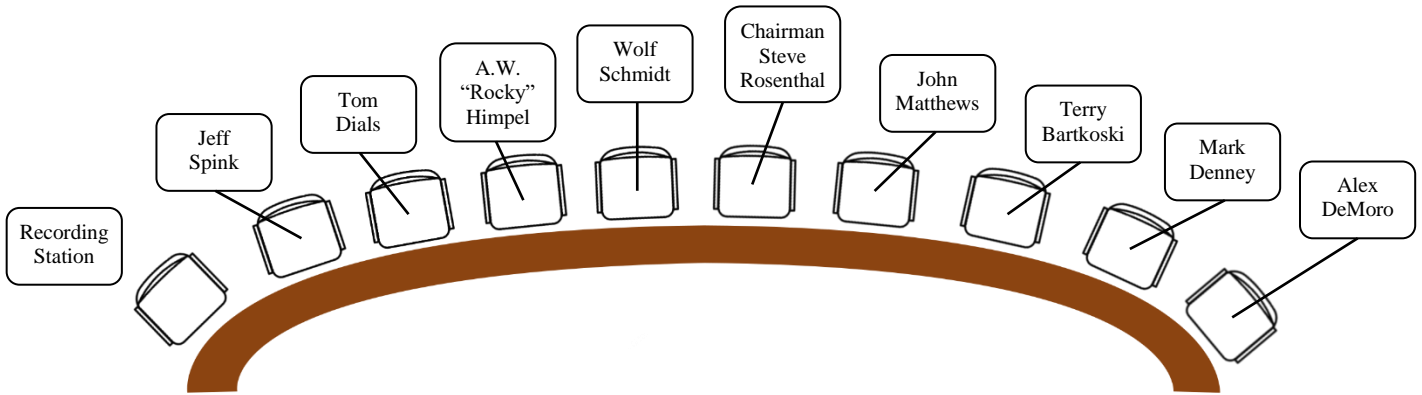 Recording
Station
Jeff
Spink
Tom
Dials
A.W.
“Rocky”
Himpel
Wolf
Schmidt
Chairman
Steve
Rosenthal
John
Matthews
Terry
Bartkoski
Mark
Denney
Alex
DeMoro